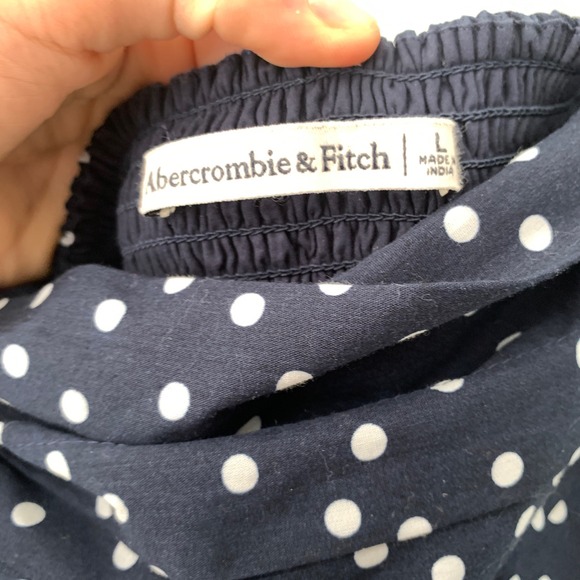 Abercrombie & Fitch
L
MADE IN
INDIA